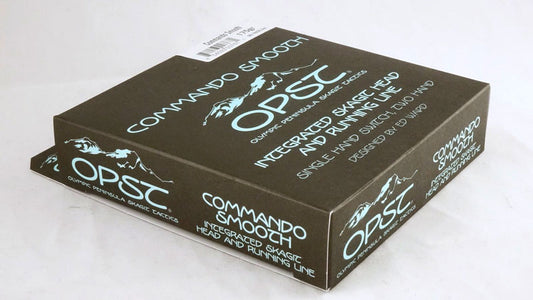 Commando Smooth
COMMANDO SMOOTH
OPST
OLYMPIC PENINSULA SKAGIT TACTICS
INTEGRATED SKAGIT HEAD
AND RUNNING LINE
SINGLE HAND SWITCH TWO HAND
DESIGNED BY ED WARD
OPST
OLYMPIC PENINSULA SKAGIT TACTICS
COMMANDO
SMOOTH
INTEGRATED SKAGIT
HEAD AND RUNNING LINE
OPST
OLYMPIC PENINSULA SKAGIT TACTICS
COMMANDO
SMOOTH
INTEGRATED SKAGIT
HEAD AND RUNNING LINE